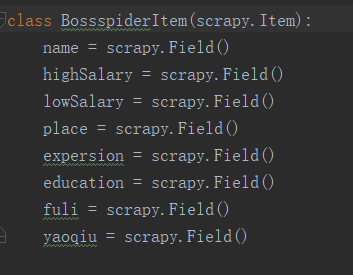 class BossspiderItem(scrapy.Item):
name = scrapy.Field()
highSalary = scrapy.Field()
lowSalary = scrapy.Field()
place = scrapy.Field()
expersion = scrapy.Field()
education = scrapy.Field()
fuli = scrapy.Field()
yaoqiu = scrapy.Field()